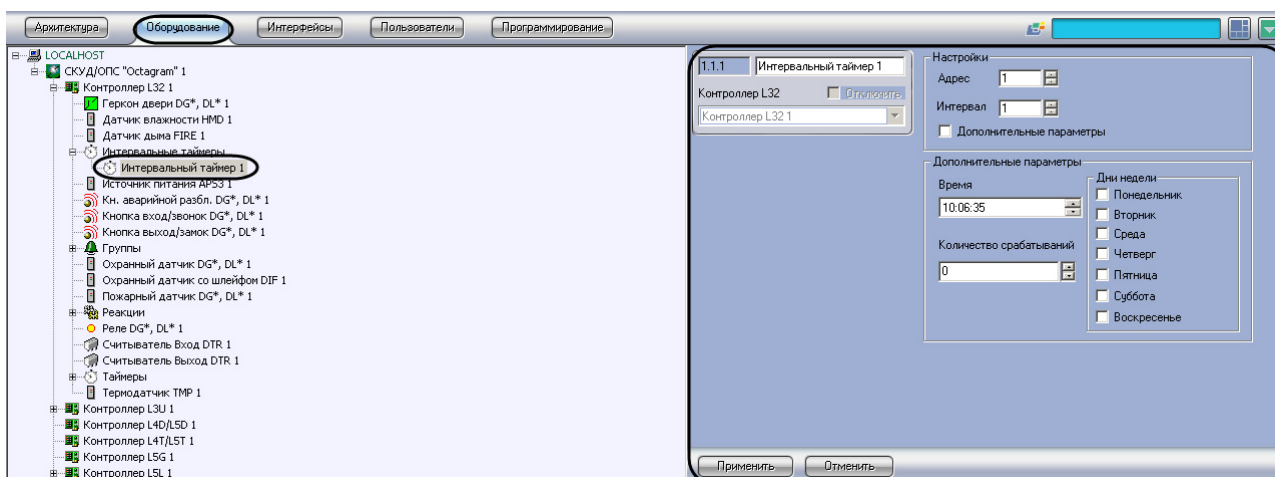 Архитектура
Оборудование
Интерфейсы
Пользователи
Программирование
LOCALHOST
СКУД/ОПС "Octagram" 1
Контроллер L32 1
Геркон двери DG*, DL* 1
Датчик влажности HMD 1
Датчик дыма FIRE 1
Интервальные таймеры
Интервальный таймер 1
Источник питания APS3 1
Кн. аварийной разбл. DG*, DL* 1
Кнопка вход/звонок DG*, DL* 1
Кнопка выход/замок DG*, DL* 1
Группы
Охранный датчик DG*, DL* 1
Охранный датчик со шлейфом DIF 1
Пожарный датчик DG*, DL* 1
Реакции
Реле DG*, DL* 1
Считыватель Вход DTR 1
Считыватель Выход DTR 1
Таймеры
Термодатчик TMP 1
Контроллер L3U 1
Контроллер L4D/L5D 1
Контроллер L4T/L5T 1
Контроллер L5G 1
Контроллер L5L 1
1.1.1 Интервальный таймер 1
Контроллер L32 Отключить
Контроллер L32 1
Настройки
Адрес 1
Интервал 1
Дополнительные параметры
Дополнительные параметры
Время
10:06:35
Количество срабатываний
0
Дни недели
Понедельник
Вторник
Среда
Четверг
Пятница
Суббота
Воскресенье
Применить
Отменить